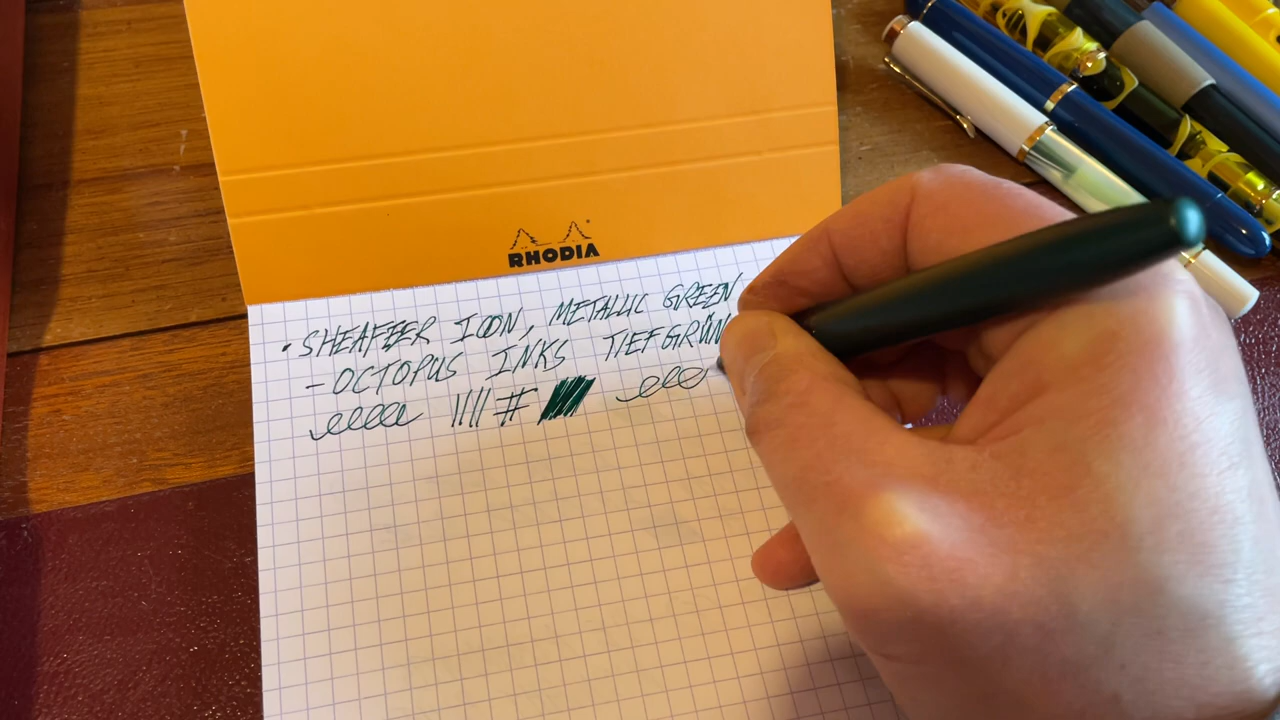 RHODIA
• SHEAFFER ICON, METALLIC GREEN
- OCTOPUS INKS TIEFGRÜN